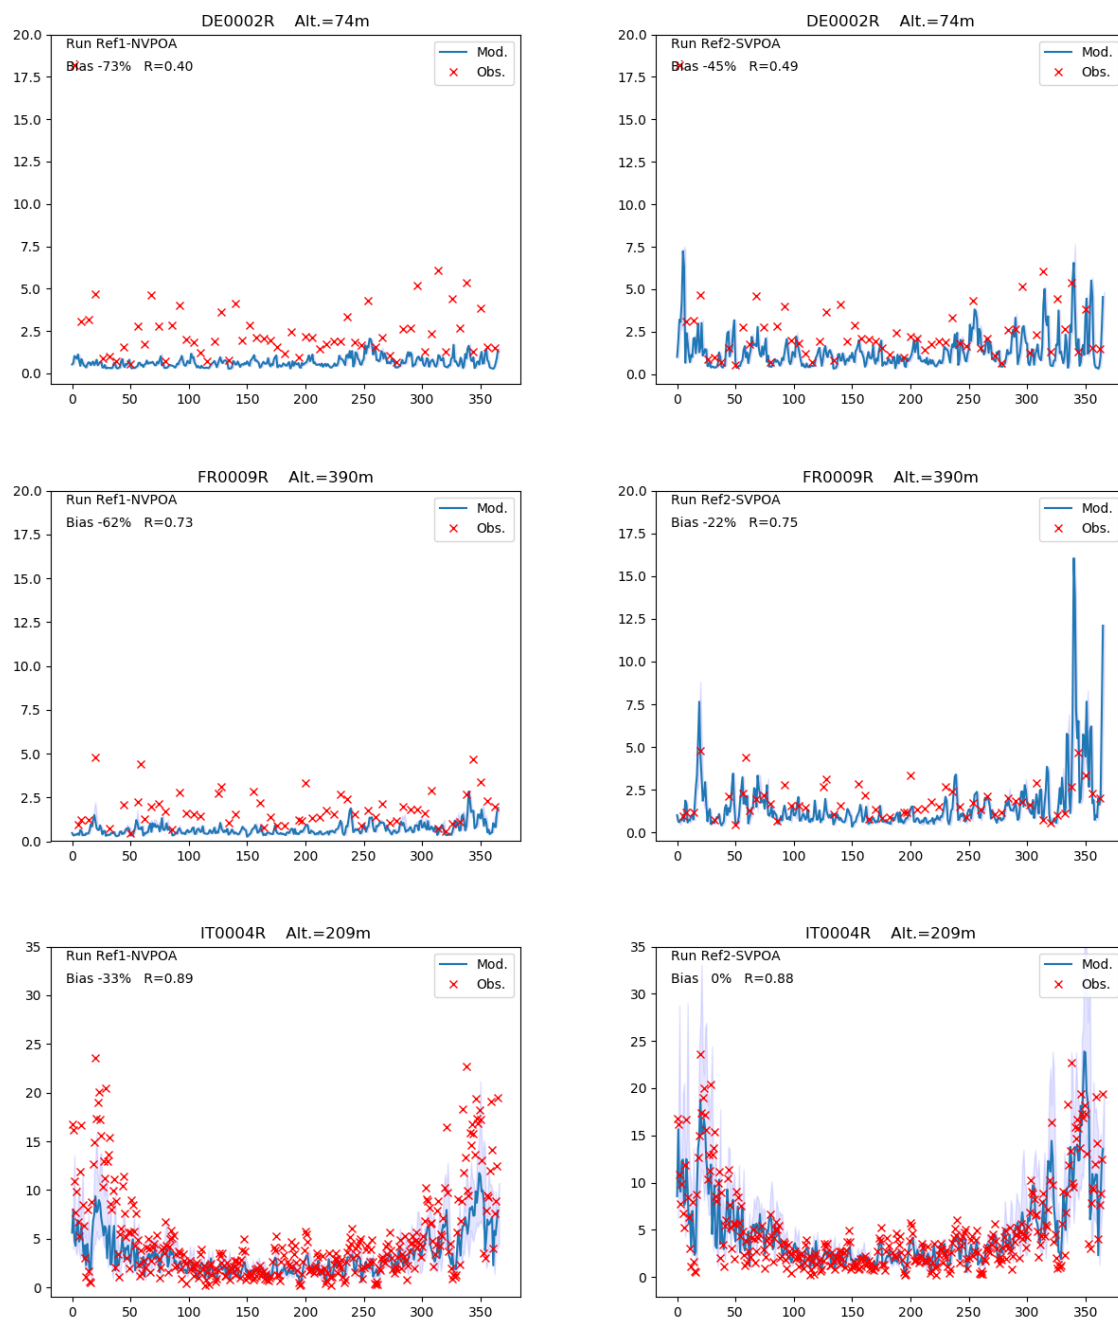 DE0002R    Alt.=74m
Run Ref1-NVPOA
Bias -73%   R=0.40
Mod.
Obs.
20.0
17.5
15.0
12.5
10.0
7.5
5.0
2.5
0.0
0 50 100 150 200 250 300 350
DE0002R    Alt.=74m
Run Ref2-SVPOA
Bias -45%   R=0.49
Mod.
Obs.
20.0
17.5
15.0
12.5
10.0
7.5
5.0
2.5
0.0
0 50 100 150 200 250 300 350
FR0009R    Alt.=390m
Run Ref1-NVPOA
Bias -62%   R=0.73
Mod.
Obs.
20.0
17.5
15.0
12.5
10.0
7.5
5.0
2.5
0.0
0 50 100 150 200 250 300 350
FR0009R    Alt.=390m
Run Ref2-SVPOA
Bias -22%   R=0.75
Mod.
Obs.
20.0
17.5
15.0
12.5
10.0
7.5
5.0
2.5
0.0
0 50 100 150 200 250 300 350
IT0004R    Alt.=209m
Run Ref1-NVPOA
Bias -33%   R=0.89
Mod.
Obs.
35
30
25
20
15
10
5
0
0 50 100 150 200 250 300 350
IT0004R    Alt.=209m
Run Ref2-SVPOA
Bias   0%   R=0.88
Mod.
Obs.
35
30
25
20
15
10
5
0
0 50 100 150 200 250 300 350